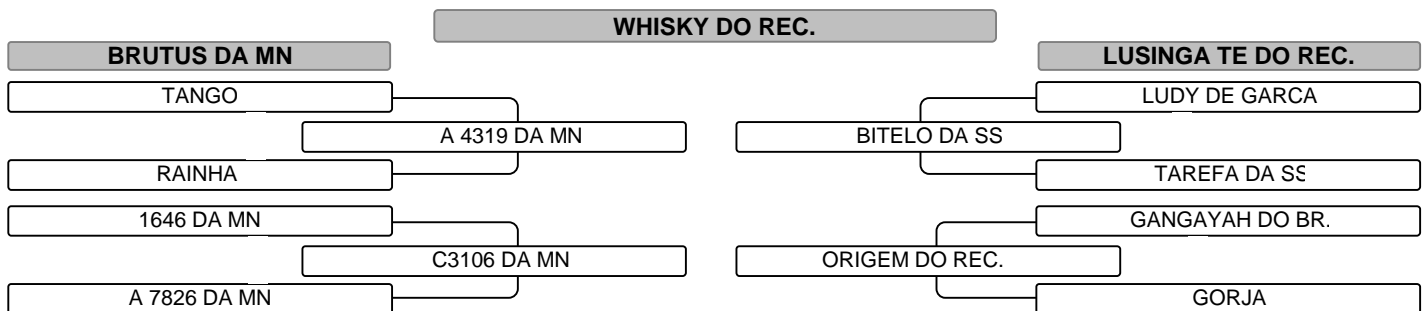 WHISKY DO REC.
BRUTUS DA MN
LUSINGA TE DO REC.
TANGO
LUDY DE GARCA
A 4319 DA MN
BITELO DA SS
RAINHA
TAREFA DA SS
1646 DA MN
GANGAYAH DO BR.
C3106 DA MN
ORIGEM DO REC.
A 7826 DA MN
GORJA